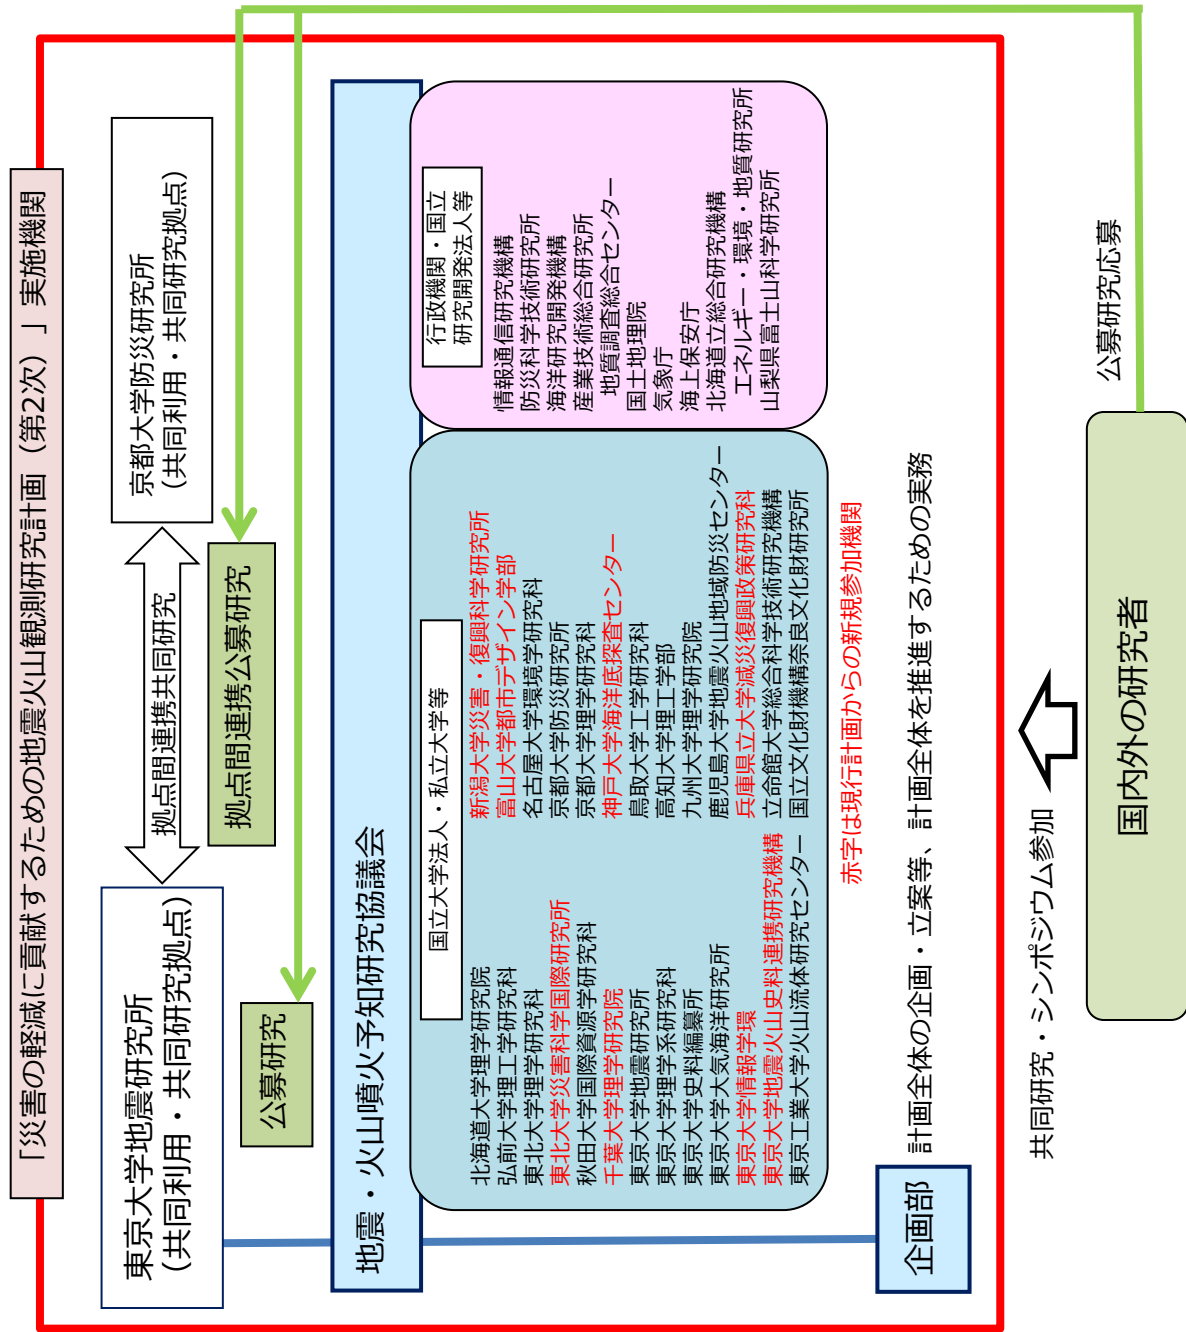 「災害の軽減に貢献するための地震火山観測研究計画（第2次）」実施機関
東京大学地震研究所
（共同利用・共同研究拠点）
拠点間連携共同研究
京都大学防災研究所
（共同利用・共同研究拠点）
拠点間連携公募研究
公募研究
地震・火山噴火予知研究協議会
国立大学法人・私立大学等
北海道大学理学研究院
弘前大学理工学研究科
東北大学理学研究科
東北大学災害科学国際研究所
秋田大学国際資源学研究科
千葉大学理学研究院
東京大学地震研究所
東京大学理学系研究科
東京大学史料編纂所
東京大学大気海洋研究所
東京大学情報学環
東京大学地震火山史料連携研究機構
東京工業大学火山流体研究センター
新潟大学災害・復興科学研究所
富山大学都市デザイン学部
名古屋大学環境学研究科
京都大学防災研究所
京都大学理学研究科
神戸大学海洋底探査センター
鳥取大学工学研究科
高知大学理工学部
九州大学理学研究院
鹿児島大学地震火山地域防災センター
兵庫県立大学減災復興政策研究科
立命館大学総合科学技術研究機構
国立文化財機構奈良文化財研究所
行政機関・国立
研究開発法人等
情報通信研究機構
防災科学技術研究所
海洋研究開発機構
産業技術総合研究所
地質調査総合センター
国土地理院
気象庁
海上保安庁
北海道立総合研究機構
エネルギー・環境・地質研究所
山梨県富士山科学研究所
赤字は現行計画からの新規参加機関
企画部
計画全体の企画・立案等、計画全体を推進するための実務
共同研究・シンポジウム参加
公募研究応募
国内外の研究者